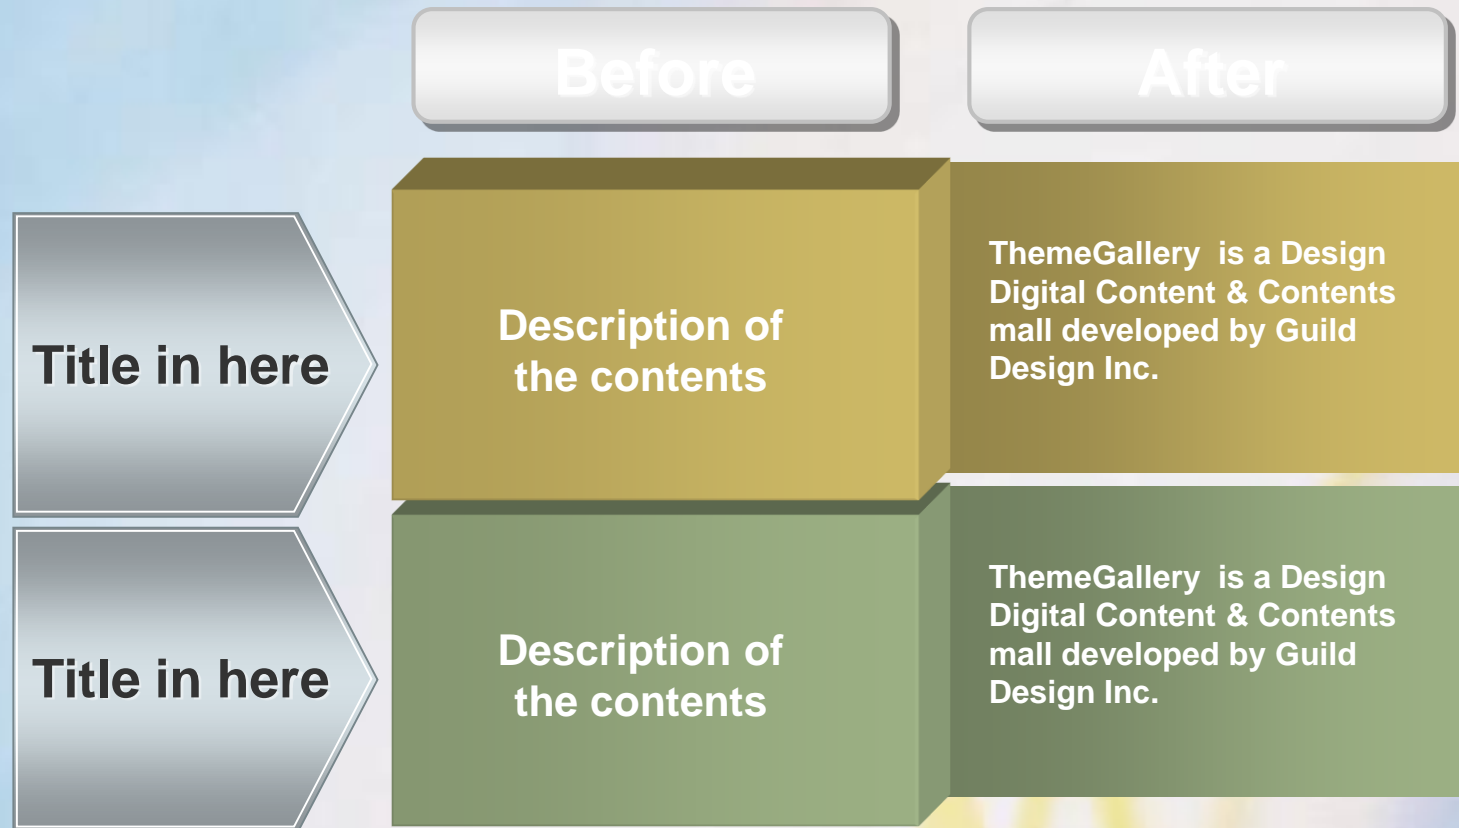 Before
After
Title in here
Description of
the contents
ThemeGallery  is a Design
Digital Content & Contents
mall developed by Guild
Design Inc.
Title in here
Description of
the contents
ThemeGallery  is a Design
Digital Content & Contents
mall developed by Guild
Design Inc.